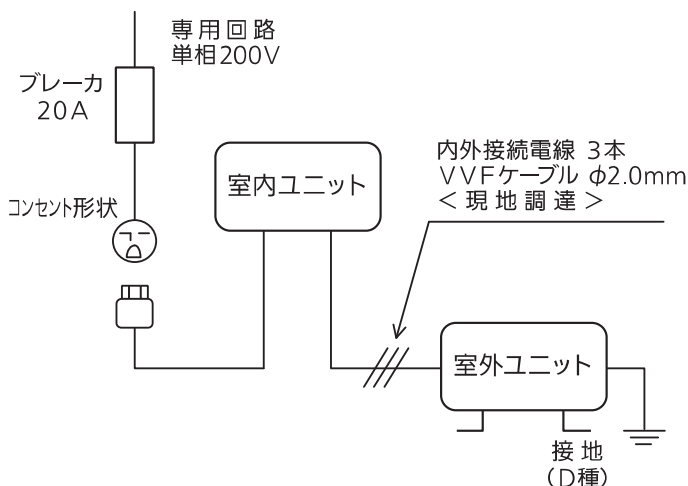 専用回路
単相200V
ブレーカ
20A
コンセント形状
室内ユニット
内外接続電線 3本
VVFケーブル φ2.0mm
＜現地調達＞
室外ユニット
接地
(D種)